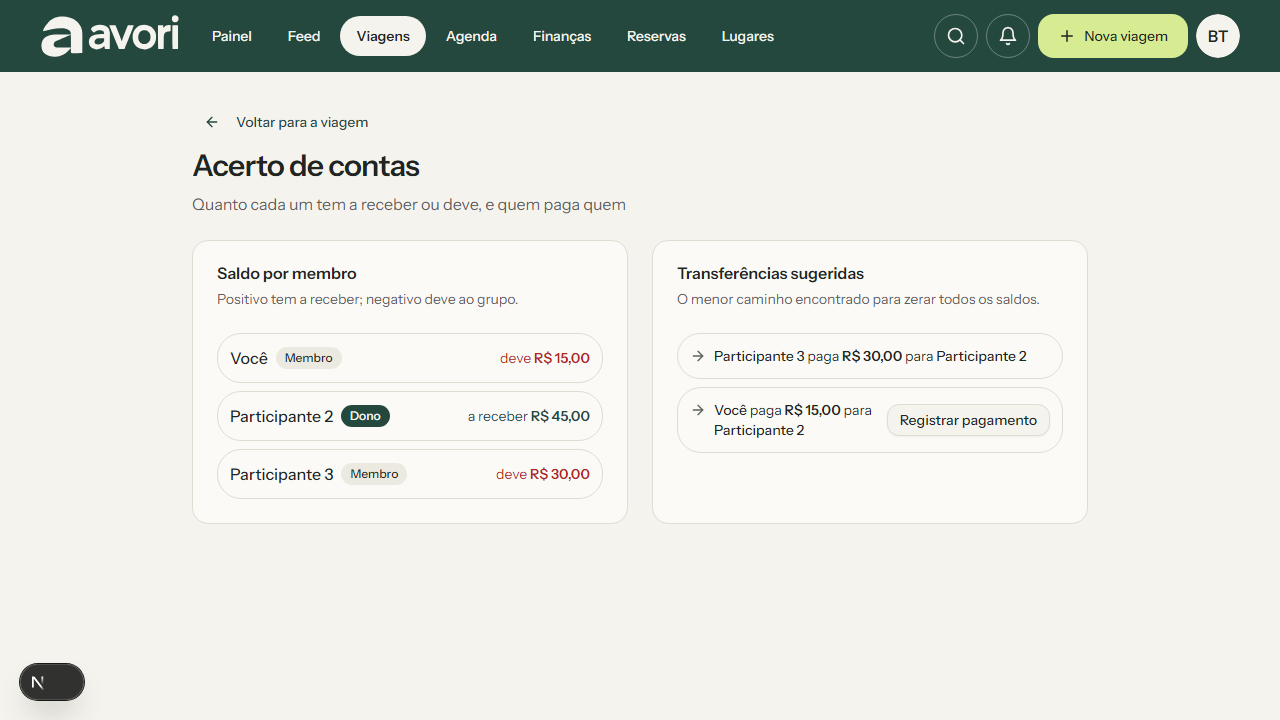 a avori
Painel
Feed
Viagens
Agenda
Finanças
Reservas
Lugares
Nova viagem
BT
Voltar para a viagem
Acerto de contas
Quanto cada um tem a receber ou deve, e quem paga quem
Saldo por membro
Positivo tem a receber; negativo deve ao grupo.
Você Membro deve R$ 15,00
Participante 2 Dono a receber R$ 45,00
Participante 3 Membro deve R$ 30,00
Transferências sugeridas
O menor caminho encontrado para zerar todos os saldos.
Participante 3 paga R$ 30,00 para Participante 2
Você paga R$ 15,00 para
Participante 2
Registrar pagamento
N